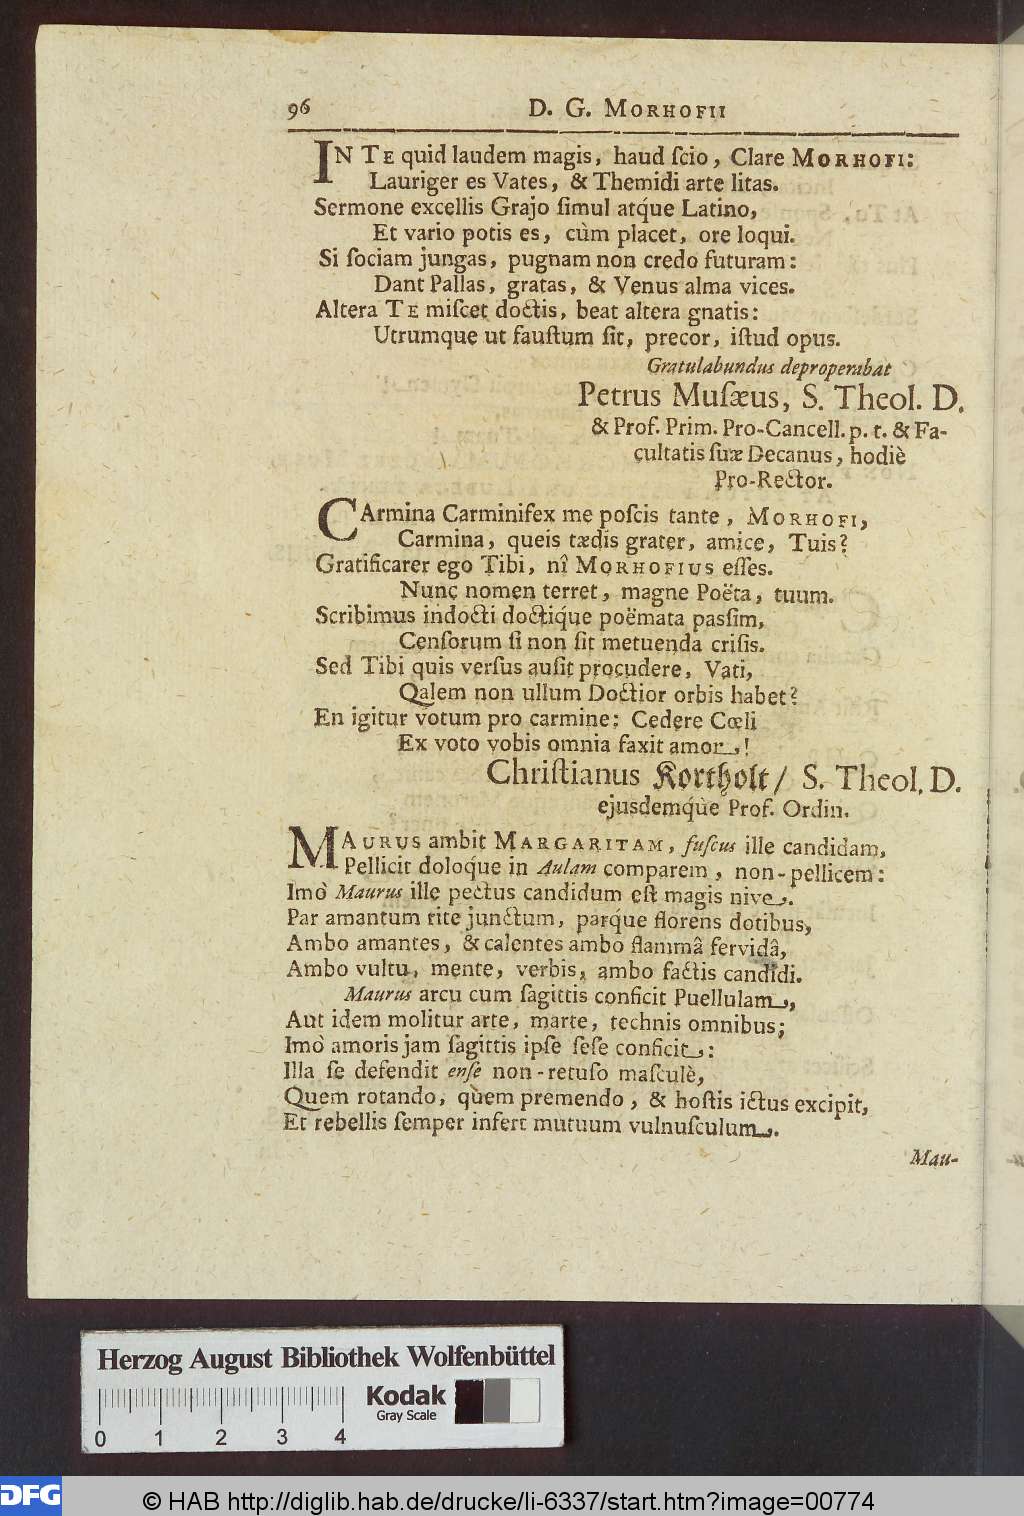 96 D. G. MORHOFII
IN TE quid laudem magis, haud ſcio, Clare MORHOFI:
Lauriger es Vates, & Themidi arte litas.
Sermone excellis Grajo ſimul atq́ue Latino,
Et vario potis es, cùm placet, ore loqui.
Si ſociam jungas, pugnam non credo futuram:
Dant Pallas, gratas, & Venus alma vices.
Altera TE miſcet doctis, beat altera gnatis:
Utrumque ut fauſtum ſit, precor, iſtud opus.
Gratulabundus deproperabat
Petrus Muſæus, S. Theol. D.
& Prof. Prim. Pro-Cancell. p. t. & Fa-
cultatis ſuæ Decanus, hodiè
Pro-Rector.
CArmina Carminifex me poſcis tante, MORHOFI,
Carmina, queis tædis grater, amice, Tuis?
Gratificarer ego Tibi, nî MORHOFIUS eſſes.
Nunc nomen terret, magne Poëta, tuum.
Scribimus indocti doctiq́ue poëmata paſſim,
Cenſorum ſi non ſit metuenda criſis.
Sed Tibi quis verſus auſit procudere, Vati,
Qalem non ullum Doctior orbis habet?
En igitur votum pro carmine: Cedere Cœli
Ex voto vobis omnia faxit amor!
Chriſtianus Kortholt / S. Theol. D.
ejusdemq́ue Prof. Ordin.
MAURUS ambit MARGARITAM, fuſcus ille candidam,
Pellicit doloq́ue in Aulam comparem, non-pellicem:
Imò Maurus ille pectus candidum eſt magis nive.
Par amantum rite junctum, parque florens dotibus,
Ambo amantes, & calentes ambo flammâ fervidâ,
Ambo vultu, mente, verbis, ambo factis candidi.
Maurus arcu cum ſagittis conficit Puellulam,
Aut idem molitur arte, marte, technis omnibus;
Imò amoris jam ſagittis ipſe ſeſe conficit:
Illa ſe defendit enſe non-retuſo maſculè,
Quem rotando, quem premendo, & hoſtis ictus excipit,
Et rebellis ſemper infert mutuum vulnuſculum.
Mau-
Herzog August Bibliothek Wolfenbüttel
Kodak
Gray Scale
0 1 2 3 4
DFG
© HAB http://diglib.hab.de/drucke/li-6337/start.htm?image=00774